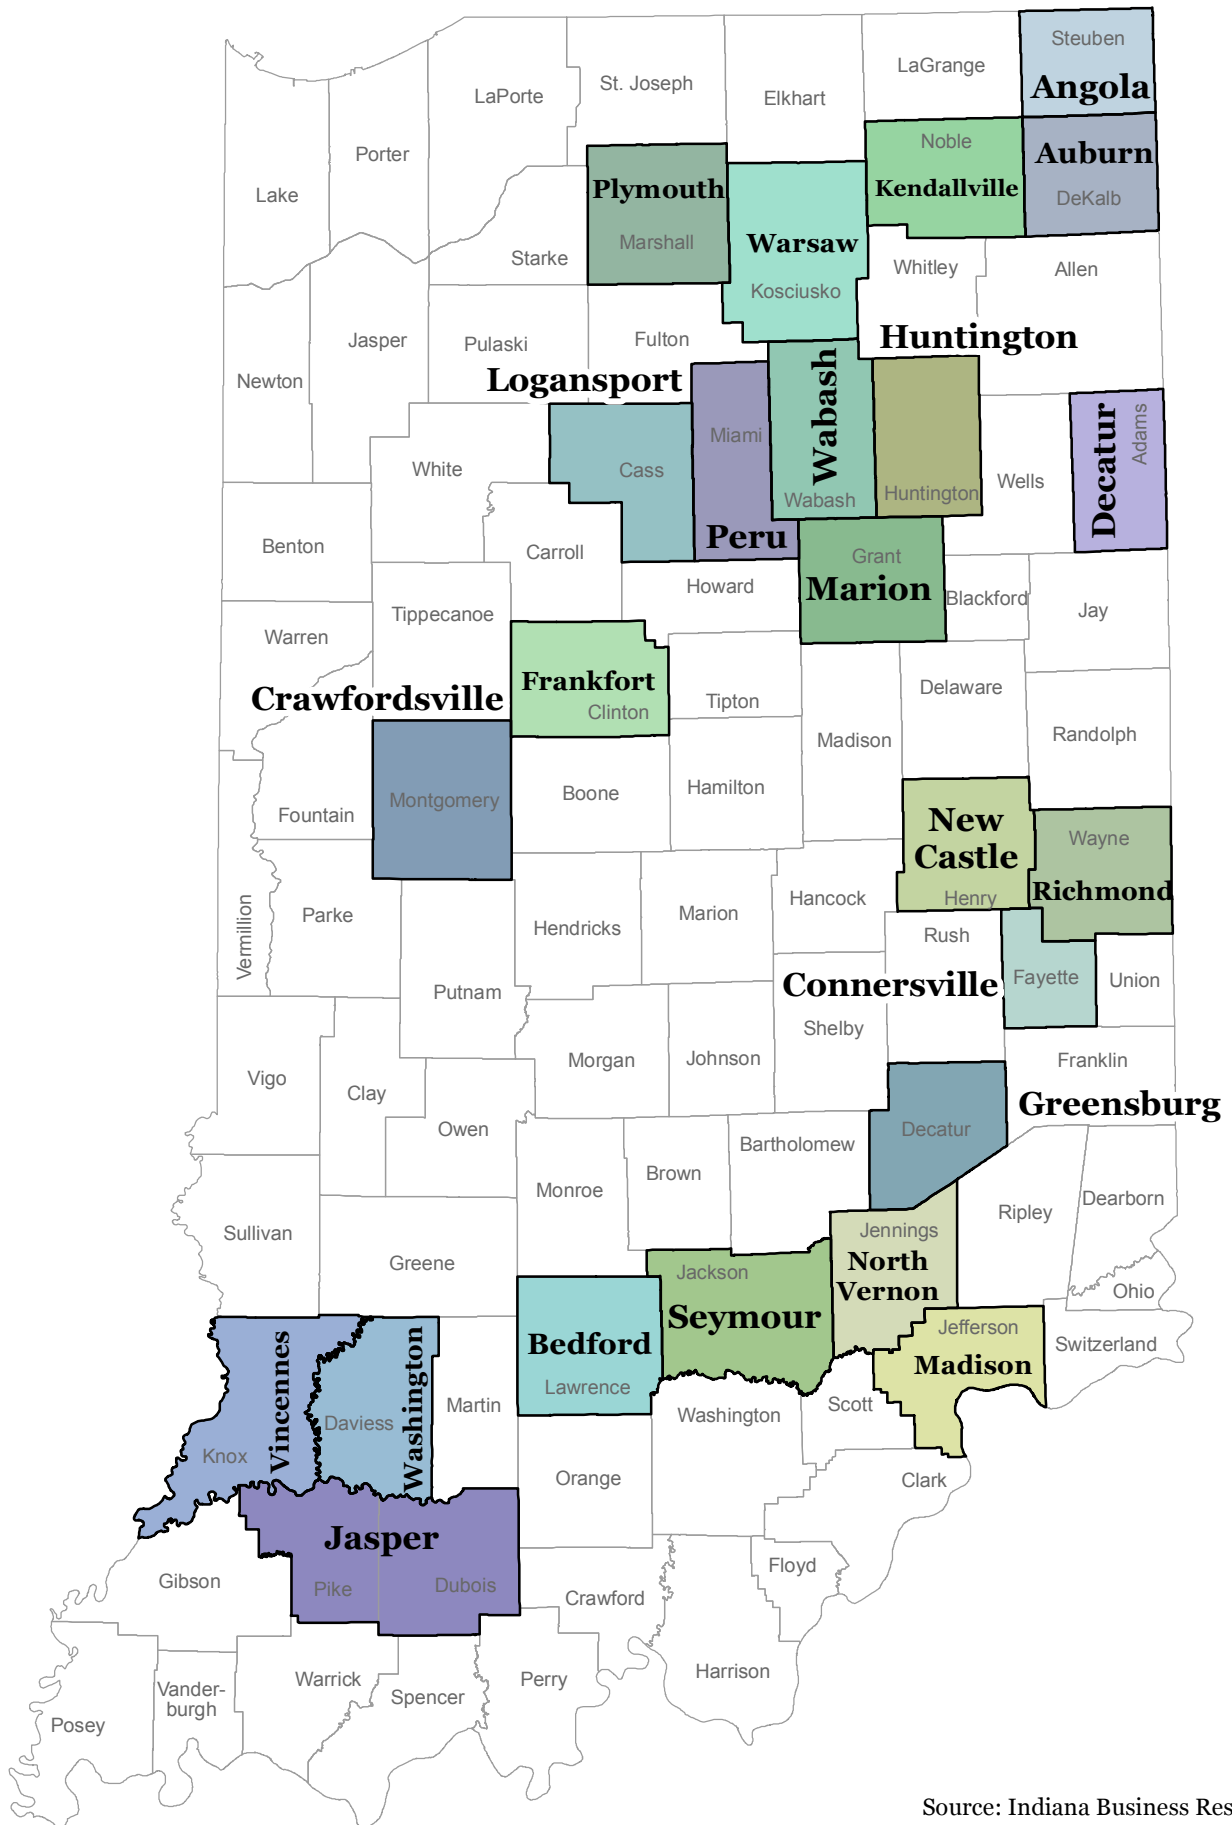 Steuben
Angola
LaGrange
St. Joseph
LaPorte
Elkhart
Noble
Kendallville
Auburn
DeKalb
Porter
Lake
Plymouth
Marshall
Warsaw
Kosciusko
Starke
Whitley
Allen
Jasper
Pulaski
Fulton
Huntington
Newton
Logansport
Miami
Wabash
Wabash
Huntington
Wells
Decatur
Adams
White
Cass
Peru
Benton
Carroll
Grant
Marion
Howard
Blackford
Jay
Tippecanoe
Warren
Frankfort
Clinton
Crawfordsville
Tipton
Delaware
Madison
Randolph
Montgomery
Boone
Hamilton
Fountain
New
Castle
Henry
Wayne
Richmond
Vermillion
Parke
Hendricks
Marion
Hancock
Rush
Connersville
Fayette
Union
Putnam
Shelby
Morgan
Johnson
Franklin
Vigo
Clay
Greensburg
Owen
Decatur
Bartholomew
Brown
Monroe
Ripley
Dearborn
Sullivan
Greene
Jennings
North
Vernon
Jackson
Seymour
Ohio
Bedford
Lawrence
Jefferson
Madison
Switzerland
Vincennes
Knox
Daviess
Washington
Martin
Washington
Scott
Orange
Clark
Jasper
Pike
Dubois
Gibson
Crawford
Floyd
Harrison
Perry
Warrick
Spencer
Vander-
burgh
Posey
Source: Indiana Business Res